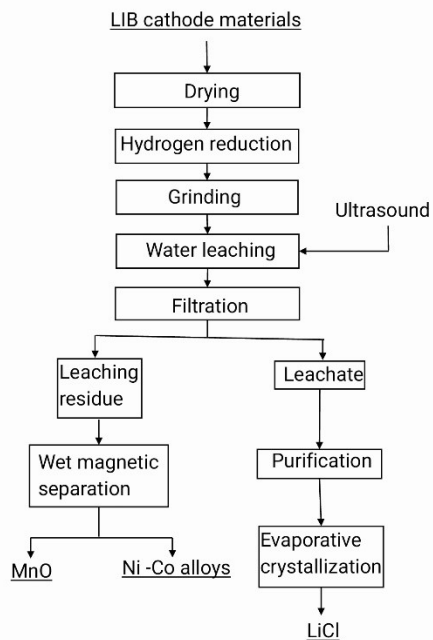 LIB cathode materials
Drying
Hydrogen reduction
Grinding
Ultrasound
Water leaching
Filtration
Leaching
residue
Leachate
Wet magnetic
separation
Purification
MnO
Ni -Co alloys
Evaporative
crystallization
LiCl